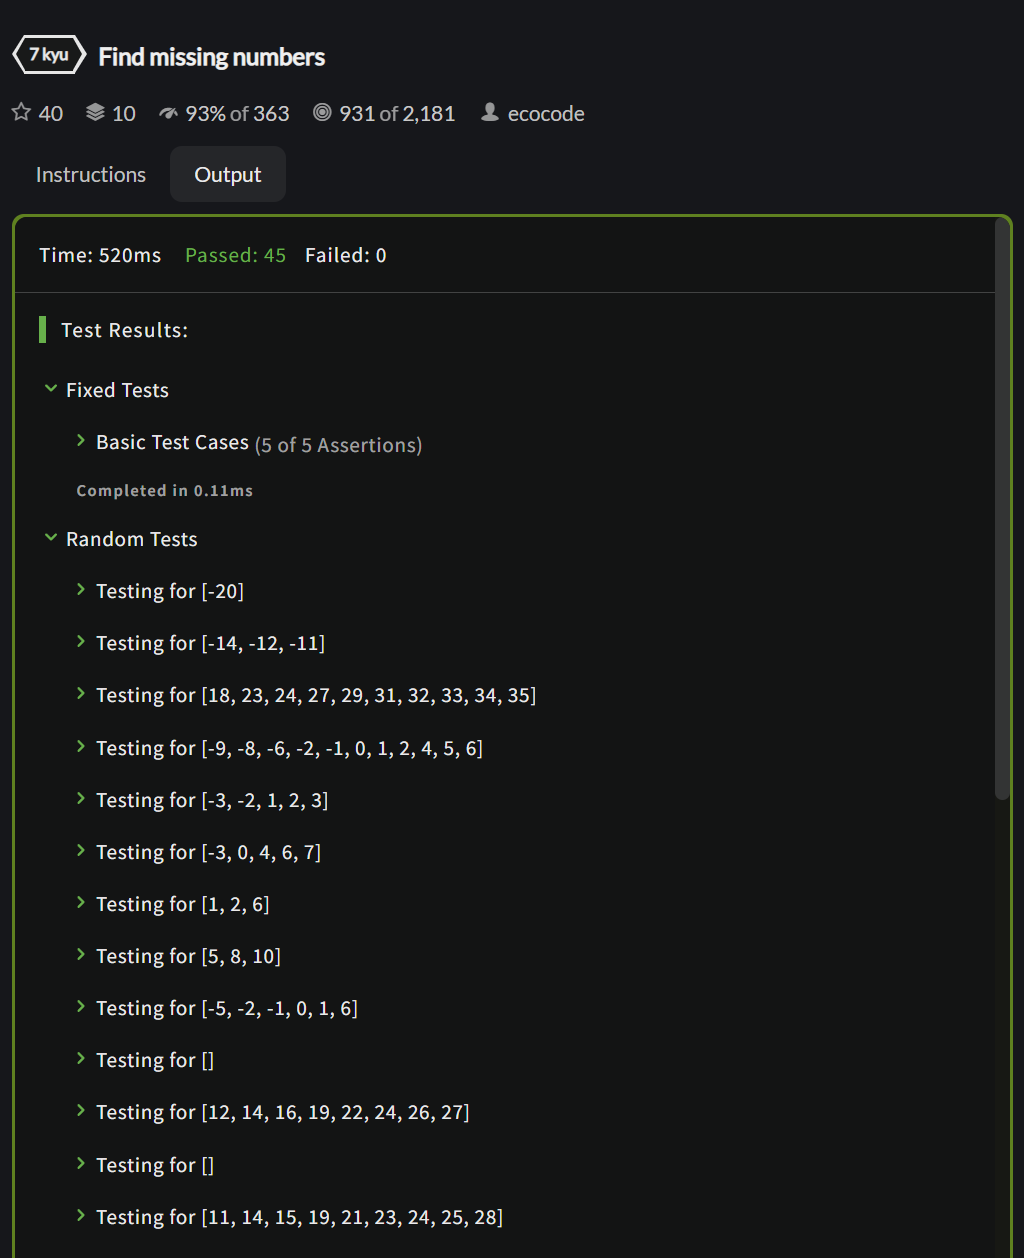 7 kyu Find missing numbers
40 10 93% of 363 931 of 2,181 ecocode
Instructions Output
Time: 520ms Passed: 45 Failed: 0
Test Results:
Fixed Tests
Basic Test Cases (5 of 5 Assertions)
Completed in 0.11ms
Random Tests
Testing for [-20]
Testing for [-14, -12, -11]
Testing for [18, 23, 24, 27, 29, 31, 32, 33, 34, 35]
Testing for [-9, -8, -6, -2, -1, 0, 1, 2, 4, 5, 6]
Testing for [-3, -2, 1, 2, 3]
Testing for [-3, 0, 4, 6, 7]
Testing for [1, 2, 6]
Testing for [5, 8, 10]
Testing for [-5, -2, -1, 0, 1, 6]
Testing for []
Testing for [12, 14, 16, 19, 22, 24, 26, 27]
Testing for []
Testing for [11, 14, 15, 19, 21, 23, 24, 25, 28]